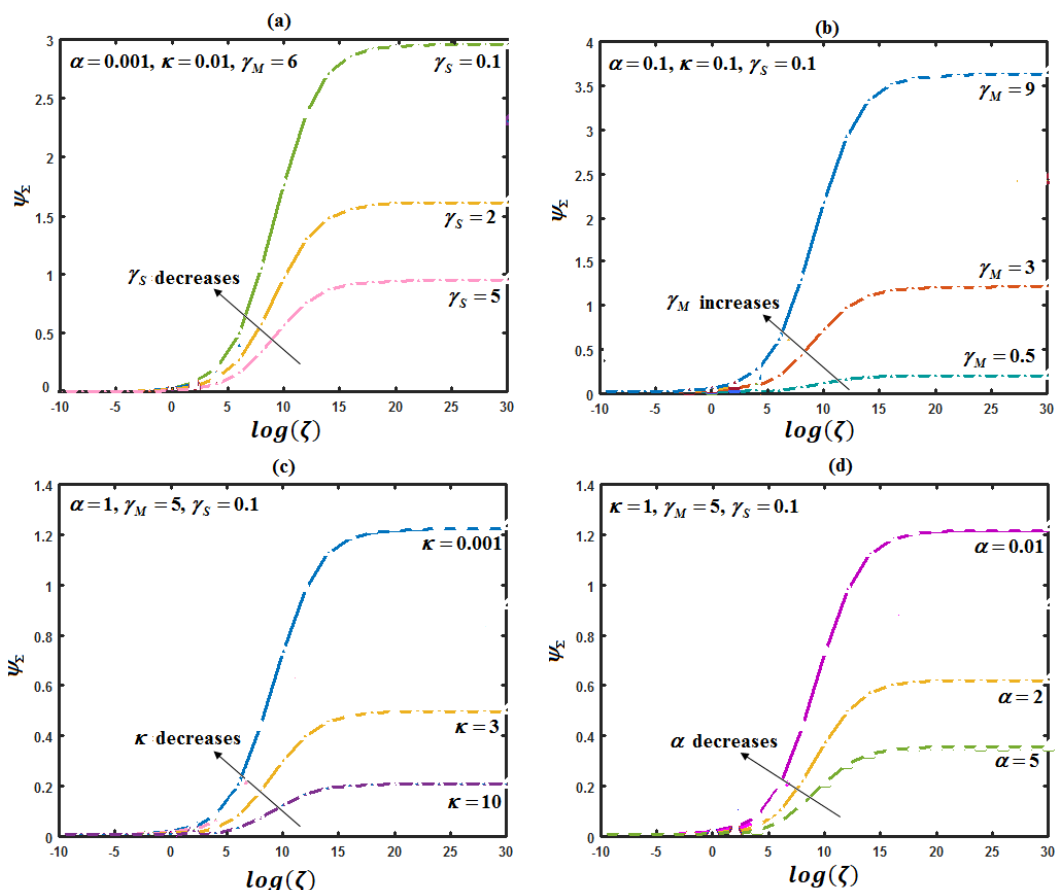 (a)
α = 0.001, κ = 0.01, γ_M = 6
γ_S = 0.1
γ_S = 2
γ_S decreases
γ_S = 5
ψ_Σ
3
2.5
2
1.5
1
0.5
0
-10 -5 0 5 10 15 20 25 30
log(ζ)
(b)
α = 0.1, κ = 0.1, γ_S = 0.1
γ_M = 9
γ_M = 3
γ_M increases
γ_M = 0.5
ψ_Σ
4
3.5
3
2.5
2
1.5
1
0.5
0
-10 -5 0 5 10 15 20 25 30
log(ζ)
(c)
α = 1, γ_M = 5, γ_S = 0.1
κ = 0.001
κ = 3
κ decreases
κ = 10
ψ_Σ
1.4
1.2
1
0.8
0.6
0.4
0.2
0
-10 -5 0 5 10 15 20 25 30
log(ζ)
(d)
κ = 1, γ_M = 5, γ_S = 0.1
α = 0.01
α = 2
α decreases
α = 5
ψ_Σ
1.4
1.2
1
0.8
0.6
0.4
0.2
0
-10 -5 0 5 10 15 20 25 30
log(ζ)